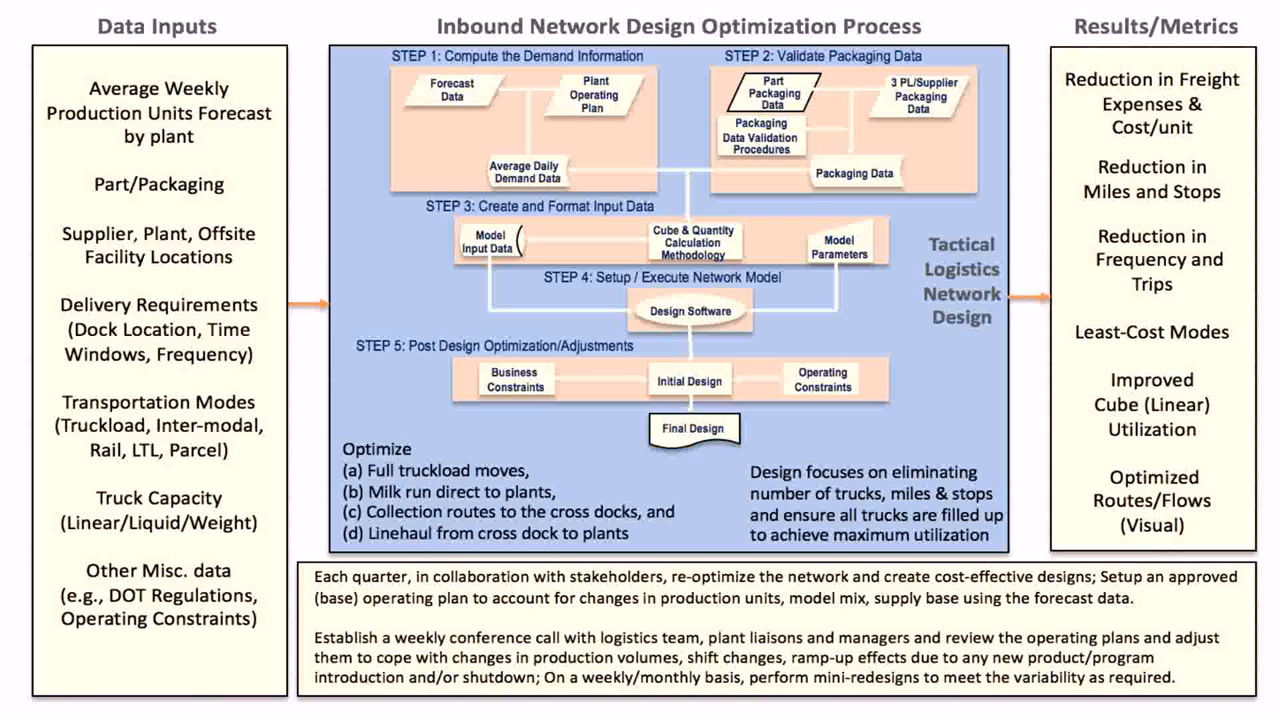 Data Inputs
Average Weekly
Production Units Forecast
by plant
Part/Packaging
Supplier, Plant, Offsite
Facility Locations
Delivery Requirements
(Dock Location, Time
Windows, Frequency)
Transportation Modes
(Truckload, Inter-modal,
Rail, LTL, Parcel)
Truck Capacity
(Linear/Liquid/Weight)
Other Misc. data
(e.g., DOT Regulations,
Operating Constraints)
Inbound Network Design Optimization Process
STEP 1: Compute the Demand Information
Forecast
Data
Plant
Operating
Plan
Average Daily
Demand Data
STEP 2: Validate Packaging Data
Part
Packaging
Data
3 PL/Supplier
Packaging
Data
Packaging
Data Validation
Procedures
Packaging Data
STEP 3: Create and Format Input Data
Model
Input Data
Cube & Quantity
Calculation
Methodology
Model
Parameters
STEP 4: Setup / Execute Network Model
Design Software
STEP 5: Post Design Optimization/Adjustments
Business
Constraints
Initial Design
Operating
Constraints
Final Design
Tactical
Logistics
Network
Design
Optimize
(a) Full truckload moves,
(b) Milk run direct to plants,
(c) Collection routes to the cross docks, and
(d) Linehaul from cross dock to plants
Design focuses on eliminating
number of trucks, miles & stops
and ensure all trucks are filled up
to achieve maximum utilization
Results/Metrics
Reduction in Freight
Expenses &
Cost/unit
Reduction in
Miles and Stops
Reduction in
Frequency and
Trips
Least-Cost Modes
Improved
Cube (Linear)
Utilization
Optimized
Routes/Flows
(Visual)
Each quarter, in collaboration with stakeholders, re-optimize the network and create cost-effective designs; Setup an approved
(base) operating plan to account for changes in production units, model mix, supply base using the forecast data.
Establish a weekly conference call with logistics team, plant liaisons and managers and review the operating plans and adjust
them to cope with changes in production volumes, shift changes, ramp-up effects due to any new product/program
introduction and/or shutdown; On a weekly/monthly basis, perform mini-redesigns to meet the variability as required.